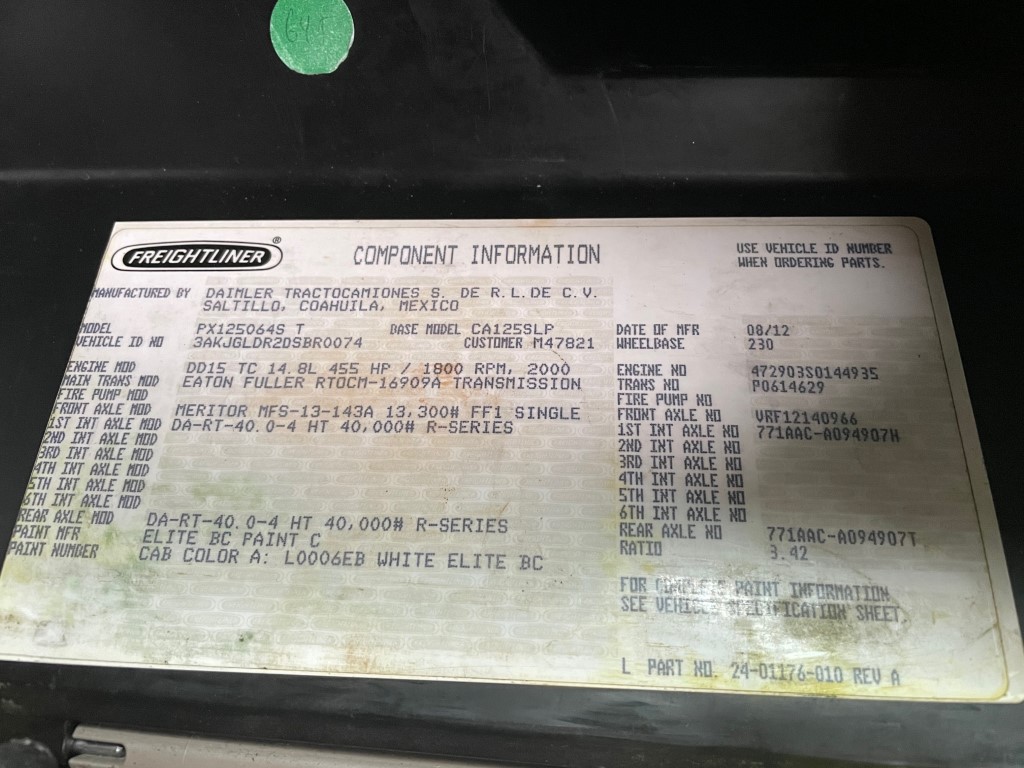 FREIGHTLINER ®
COMPONENT INFORMATION
USE VEHICLE ID NUMBER
WHEN ORDERING PARTS.
MANUFACTURED BY DAIMLER TRACTOCAMIONES S. DE R.L.DE C.V.
SALTILLO, COAHUILA, MEXICO
MODEL PX125064S T BASE MODEL CA125SLP DATE OF MFR 08/12
VEHICLE ID NO 3AKJGLDR2DSBR0074 CUSTOMER M47821 WHEELBASE 230
ENGINE MOD DD15 TC 14.8L 455 HP / 1800 RPM, 2000 ENGINE NO 472903S0144935
MAIN TRANS MOD EATON FULLER RTOCM-16909A TRANSMISSION TRANS NO P0614629
FIRE PUMP MOD FIRE PUMP NO
FRONT AXLE MOD MERITOR MFS-13-143A 13,300# FF1 SINGLE FRONT AXLE NO VRF12140966
1ST INT AXLE MOD DA-RT-40.0-4 HT 40,000# R-SERIES 1ST INT AXLE NO 771AAC-A094907H
2ND INT AXLE MOD 2ND INT AXLE NO
3RD INT AXLE MOD 3RD INT AXLE NO
4TH INT AXLE MOD 4TH INT AXLE NO
5TH INT AXLE MOD 5TH INT AXLE NO
6TH INT AXLE MOD 6TH INT AXLE NO
REAR AXLE MOD DA-RT-40.0-4 HT 40,000# R-SERIES REAR AXLE NO 771AAC-A094907T
PAINT MFR ELITE BC PAINT C RATIO 3.42
PAINT NUMBER CAB COLOR A: L0006EB WHITE ELITE BC
FOR COMPLETE PAINT INFORMATION
SEE VEHICLE SPECIFICATION SHEET.
L PART NO. 24-01176-010 REV A